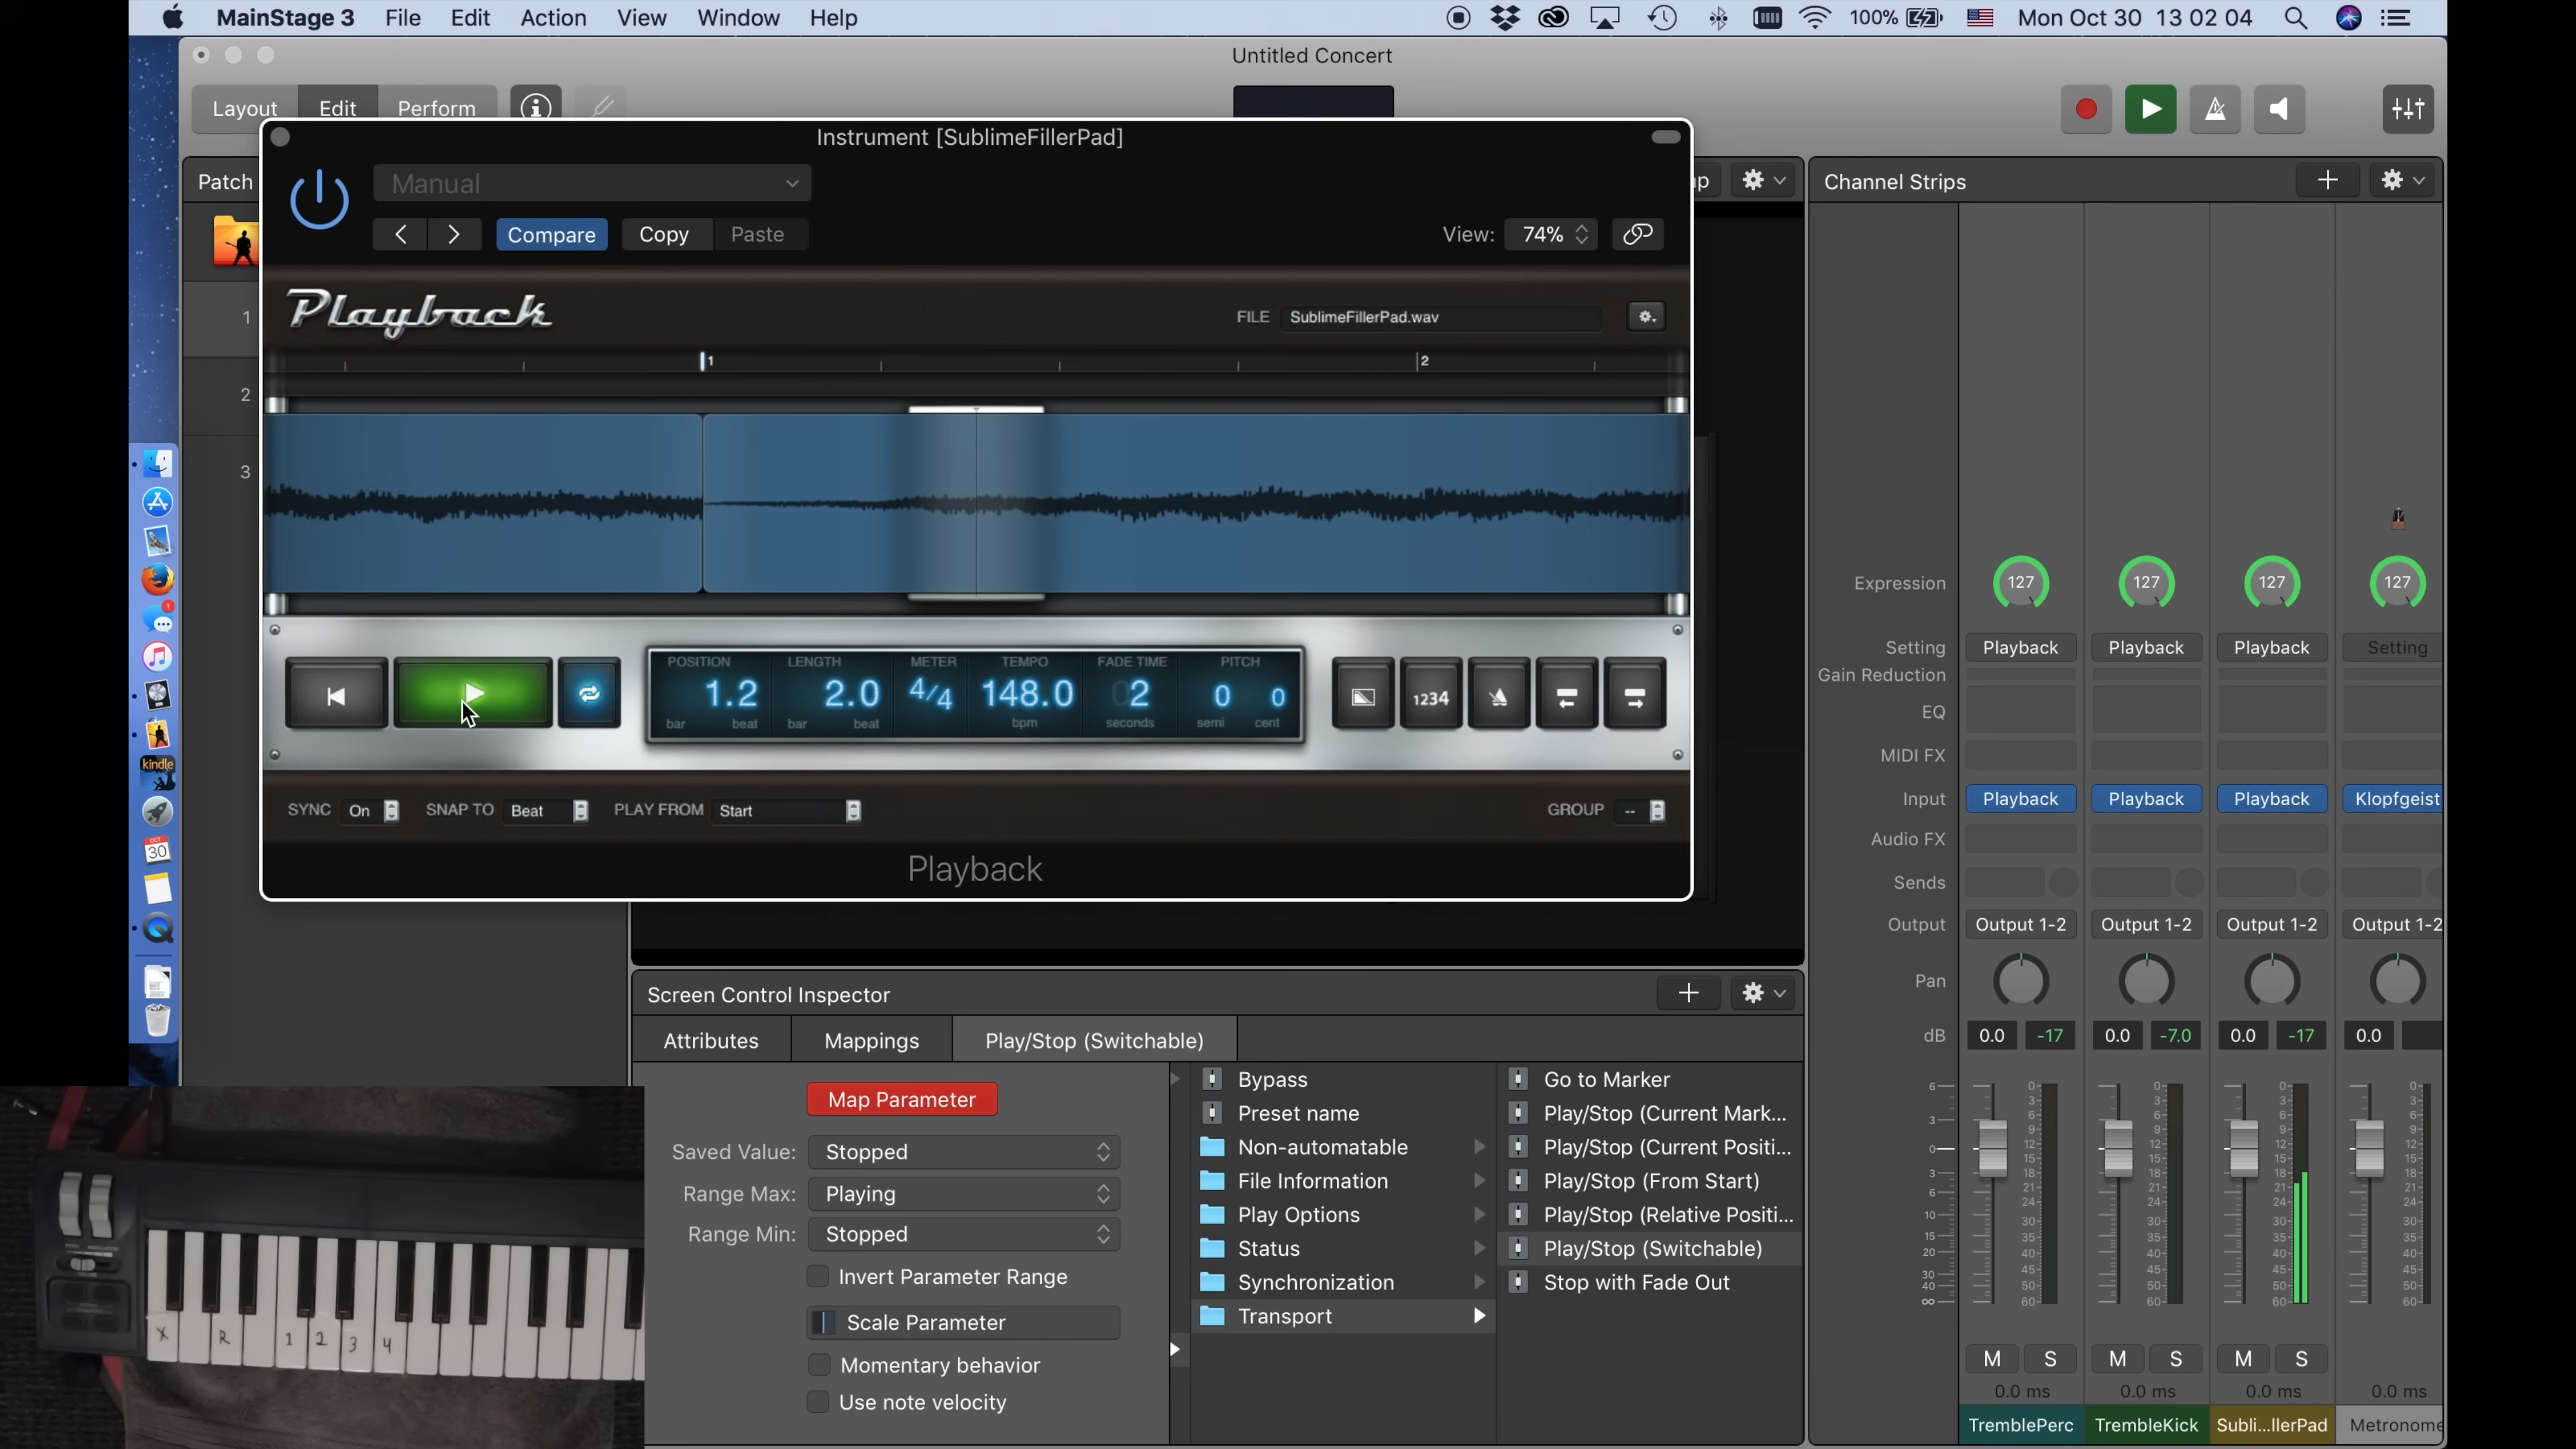 MainStage 3 File Edit Action View Window Help 100% Mon Oct 30 13 02 04
Untitled Concert
Layout Edit Perform
Instrument [SublimeFillerPad]
Patch
Manual
Compare Copy Paste View: 74%
Playback FILE SublimeFillerPad.wav
1 2
1
2
3
POSITION LENGTH METER TEMPO FADE TIME PITCH
1.2 2.0 4/4 148.0 2 0 0
bar beat bar beat bpm seconds semi cent
1234
SYNC On SNAP TO Beat PLAY FROM Start GROUP --
Playback
Channel Strips
Expression 127 127 127 127
Setting Playback Playback Playback Setting
Gain Reduction
EQ
MIDI FX
Input Playback Playback Playback Klopfgeist
Audio FX
Sends
Output Output 1-2 Output 1-2 Output 1-2 Output 1-2
Pan
dB 0.0 -17 0.0 -7.0 0.0 -17 0.0
M S M S M S
0.0 ms 0.0 ms 0.0 ms 0.0 ms
TremblePerc TrembleKick Subli...llerPad Metronome
Screen Control Inspector
Attributes Mappings Play/Stop (Switchable)
Map Parameter
Saved Value: Stopped
Range Max: Playing
Range Min: Stopped
Invert Parameter Range
Scale Parameter
Momentary behavior
Use note velocity
Bypass
Preset name
Non-automatable
File Information
Play Options
Status
Synchronization
Transport
Go to Marker
Play/Stop (Current Mark...
Play/Stop (Current Positi...
Play/Stop (From Start)
Play/Stop (Relative Positi...
Play/Stop (Switchable)
Stop with Fade Out
kindle
OCT
30
X R 1 2 3 4